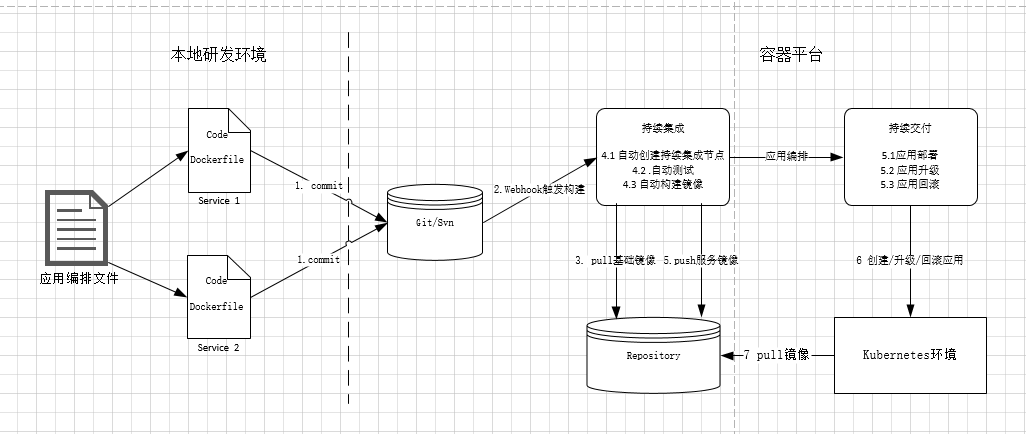 本地研发环境
容器平台
Code
Dockerfile
Service 1
应用编排文件
Code
Dockerfile
Service 2
1. commit
1.commit
Git/Svn
2.Webhook触发构建
持续集成
4.1 自动创建持续集成节点
4.2 .自动测试
4.3 自动构建镜像
应用编排
持续交付
5.1应用部署
5.2 应用升级
5.3 应用回滚
3. pull基础镜像
5.push服务镜像
6 创建/升级/回滚应用
Repository
7 pull镜像
Kubernetes环境